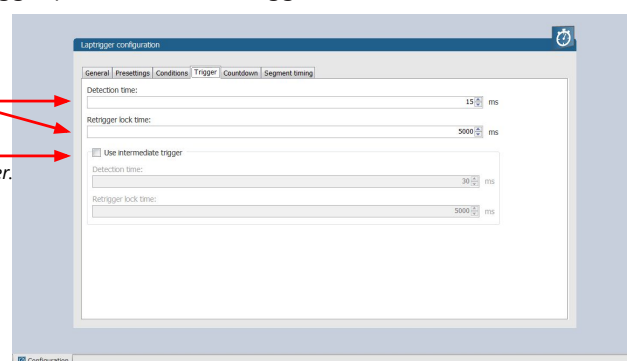 Laptrigger configuration
General Presettings Conditions Trigger Countdown Segment timing
Detection time:
15 ms
Retrigger lock time:
5000 ms
Use intermediate trigger
er.
Detection time:
30 ms
Retrigger lock time:
5000 ms
Configuration